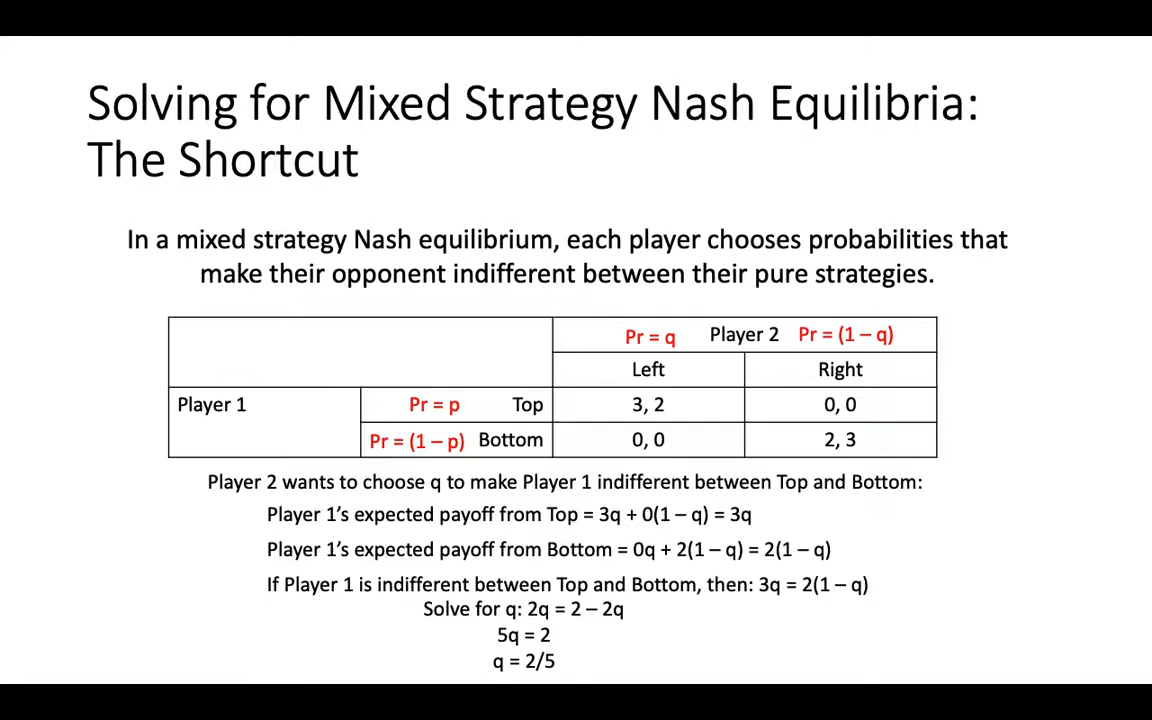 Solving for Mixed Strategy Nash Equilibria:
The Shortcut
In a mixed strategy Nash equilibrium, each player chooses probabilities that
make their opponent indifferent between their pure strategies.
Pr = q Player 2 Pr = (1 – q)
Left Right
Player 1 Pr = p Top 3, 2 0, 0
Pr = (1 – p) Bottom 0, 0 2, 3
Player 2 wants to choose q to make Player 1 indifferent between Top and Bottom:
Player 1’s expected payoff from Top = 3q + 0(1 – q) = 3q
Player 1’s expected payoff from Bottom = 0q + 2(1 – q) = 2(1 – q)
If Player 1 is indifferent between Top and Bottom, then: 3q = 2(1 – q)
Solve for q: 2q = 2 – 2q
5q = 2
q = 2/5